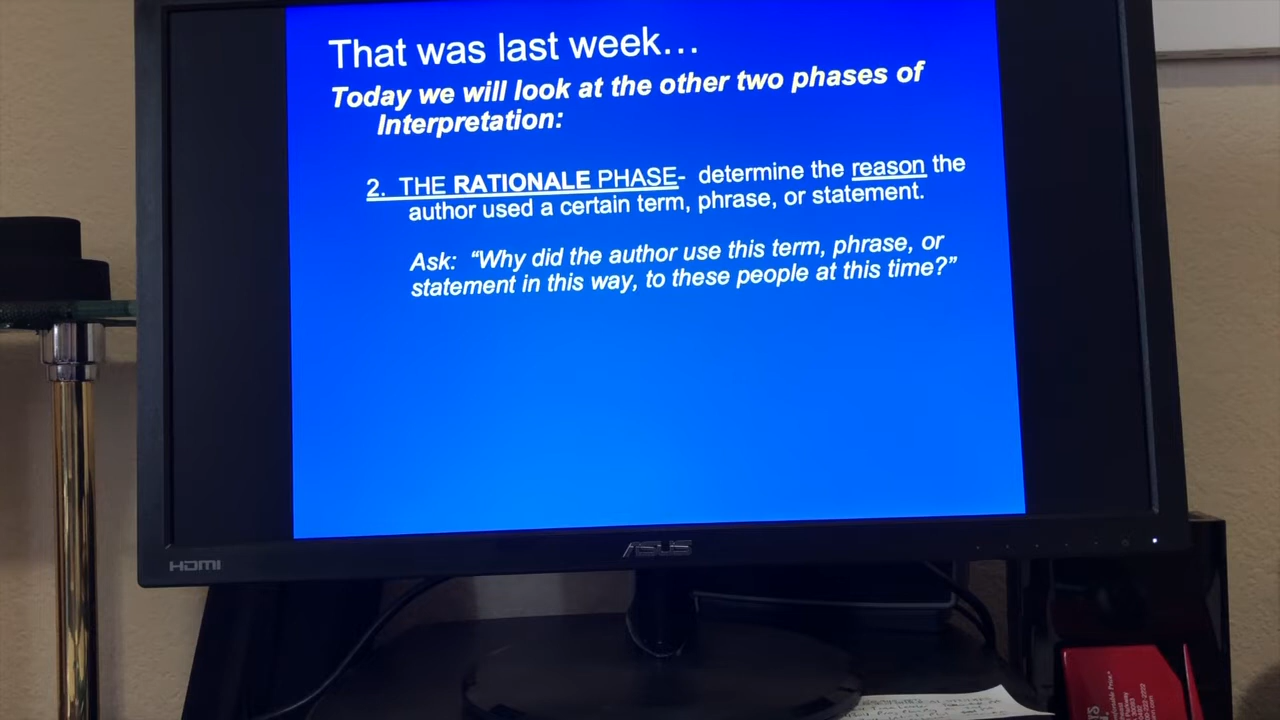 That was last week...
Today we will look at the other two phases of
Interpretation:
2. THE RATIONALE PHASE- determine the reason the
author used a certain term, phrase, or statement.
Ask: “Why did the author use this term, phrase, or
statement in this way, to these people at this time?”
ASUS
HDMI